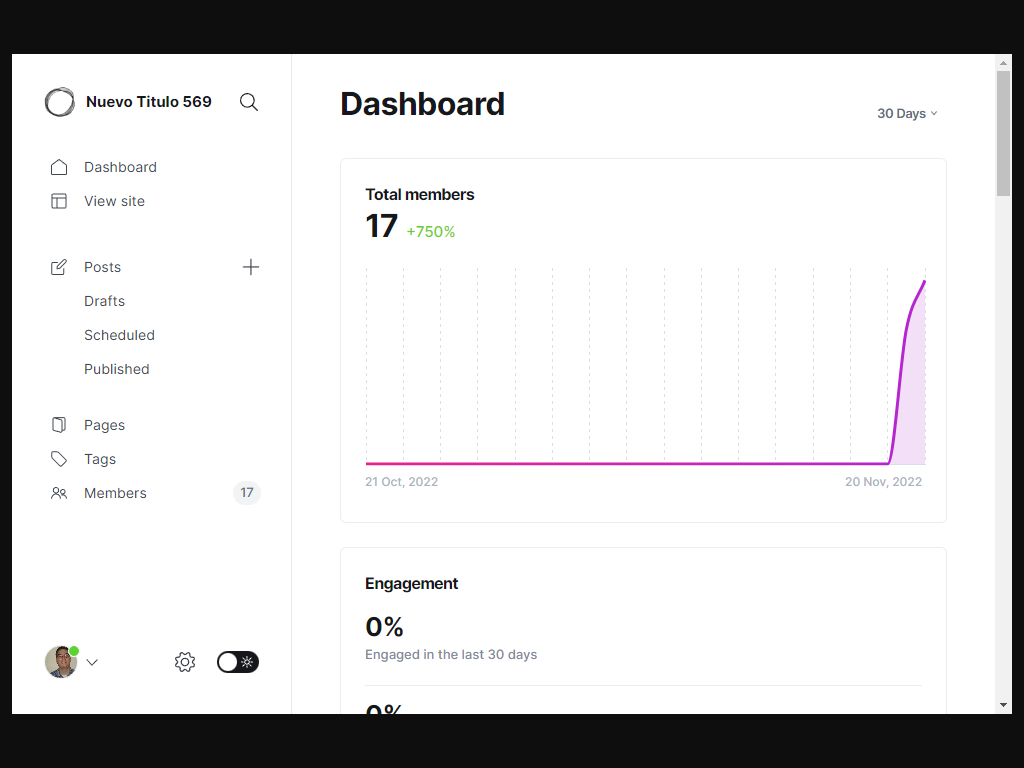 Nuevo Titulo 569
Dashboard
View site
Posts
Drafts
Scheduled
Published
Pages
Tags
Members 17
Dashboard
30 Days
Total members
17 +750%
21 Oct, 2022 20 Nov, 2022
Engagement
0%
Engaged in the last 30 days
0%